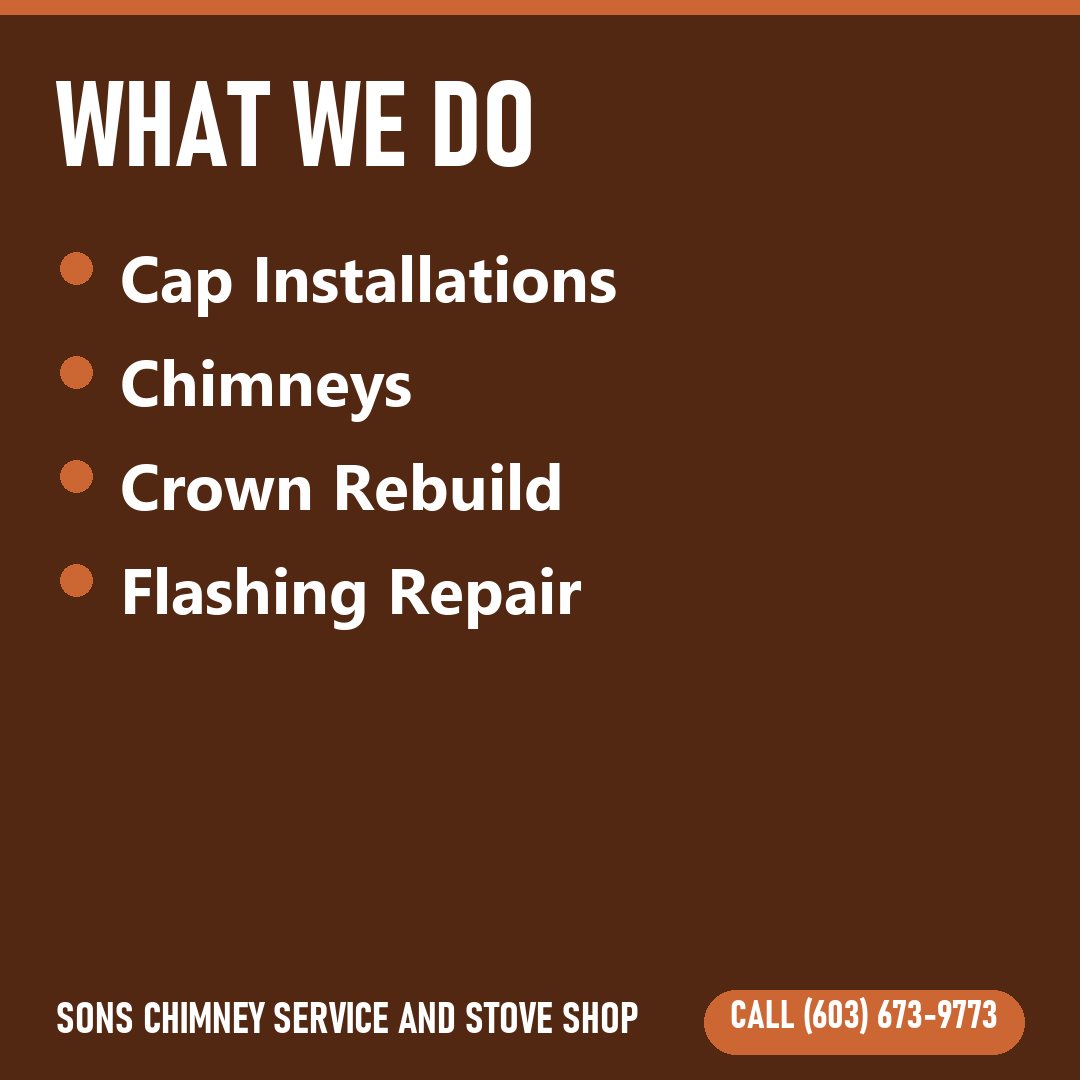 WHAT WE DO
Cap Installations
Chimneys
Crown Rebuild
Flashing Repair
SONS CHIMNEY SERVICE AND STOVE SHOP
CALL (603) 673-9773